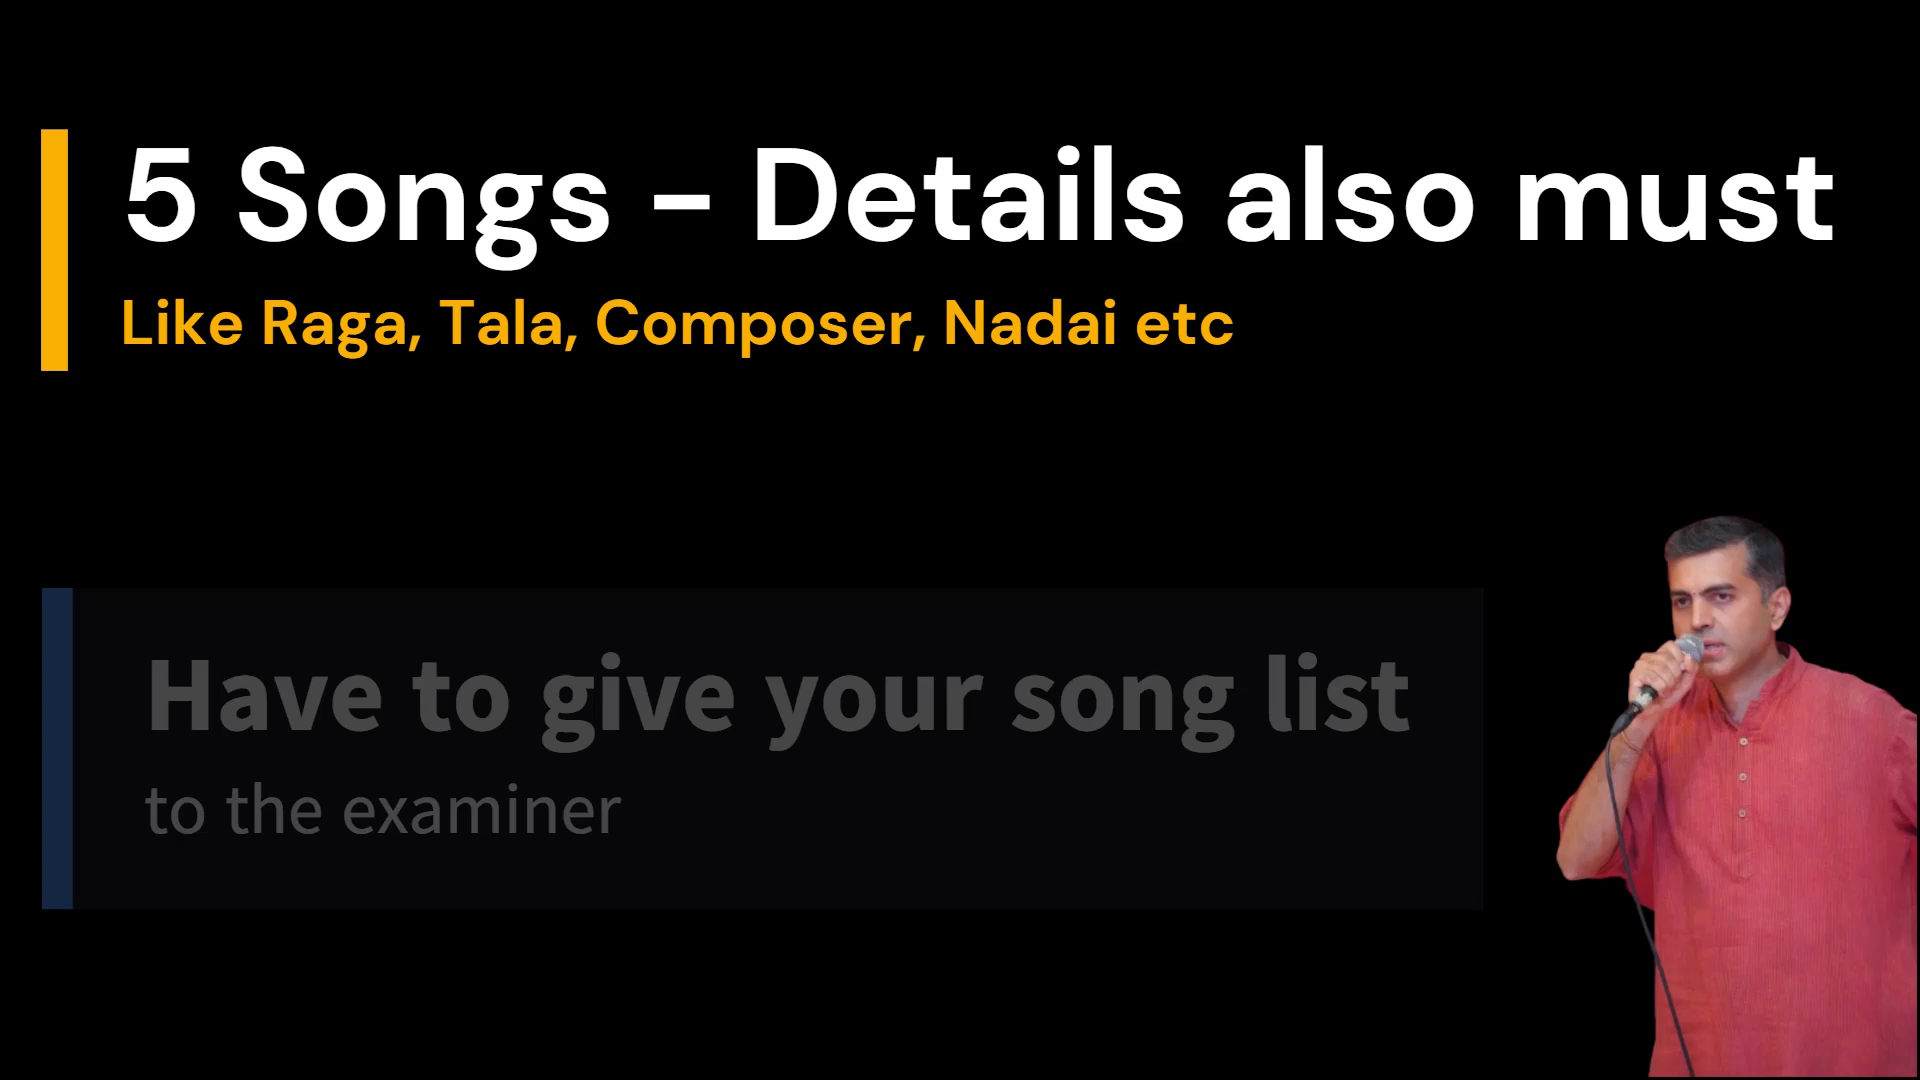 5 Songs - Details also must
Like Raga, Tala, Composer, Nadai etc
Have to give your song list
to the examiner